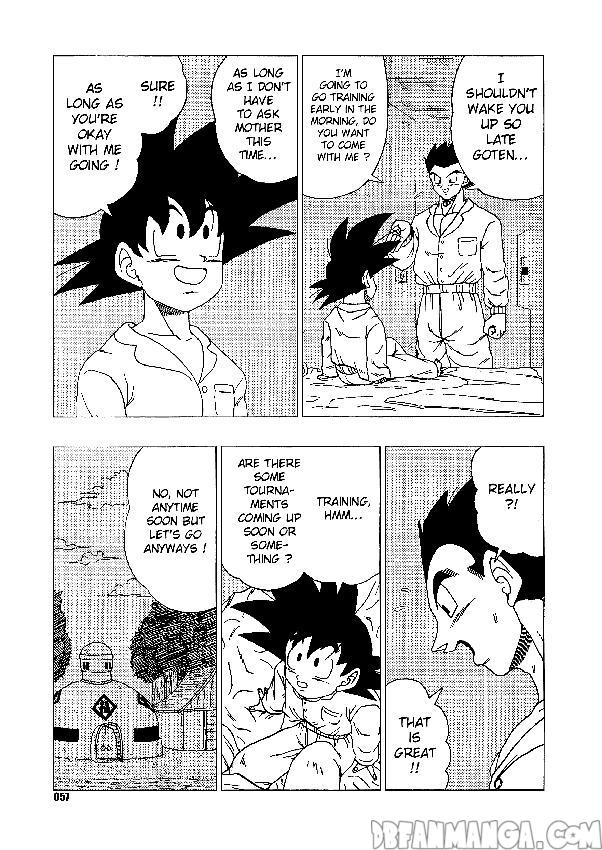 I
SHOULDN'T
WAKE YOU
UP SO
LATE
GOTEN...
I'M
GOING TO
GO TRAINING
EARLY IN THE
MORNING, DO
YOU WANT
TO COME
WITH ME ?
AS LONG
AS I DON'T
HAVE
TO ASK
MOTHER
THIS
TIME...
SURE
!!
AS
LONG AS
YOU'RE
OKAY
WITH ME
GOING !
REALLY
?!
THAT
IS
GREAT
!!
TRAINING,
HMM...
ARE THERE
SOME
TOURNA-
MENTS
COMING UP
SOON OR
SOME-
THING ?
NO, NOT
ANYTIME
SOON BUT
LET'S GO
ANYWAYS !
057
DBFANMANGA.COM